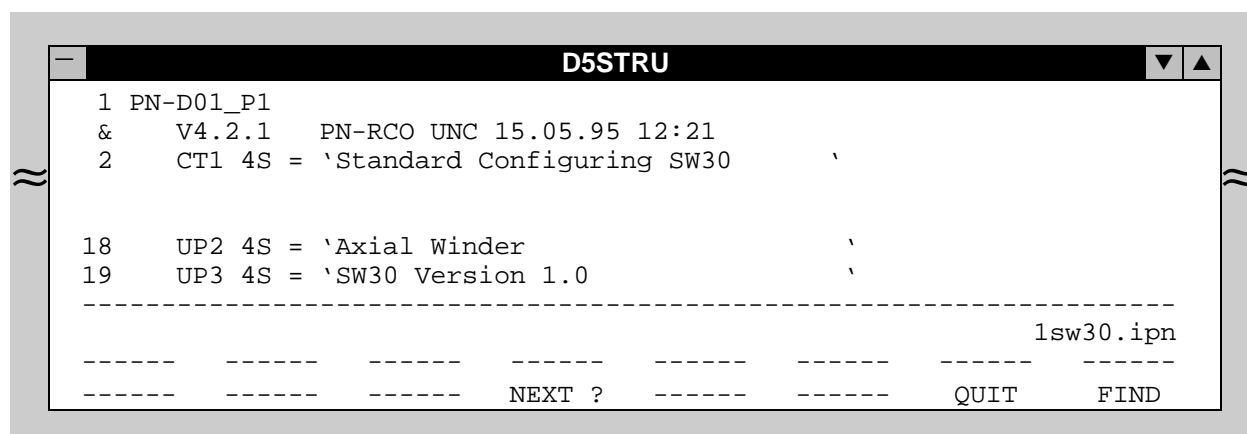 D5STRU
1 PN-D01_P1
& V4.2.1 PN-RCO UNC 15.05.95 12:21
2 CT1 4S = `Standard Configuring SW30 `
18 UP2 4S = `Axial Winder `
19 UP3 4S = `SW30 Version 1.0 `
----------------------------------------------------------------------
1sw30.ipn
------ ------ ------ ------ ------ ------ ------ ------
------ ------ ------ NEXT ? ------ ------ QUIT FIND